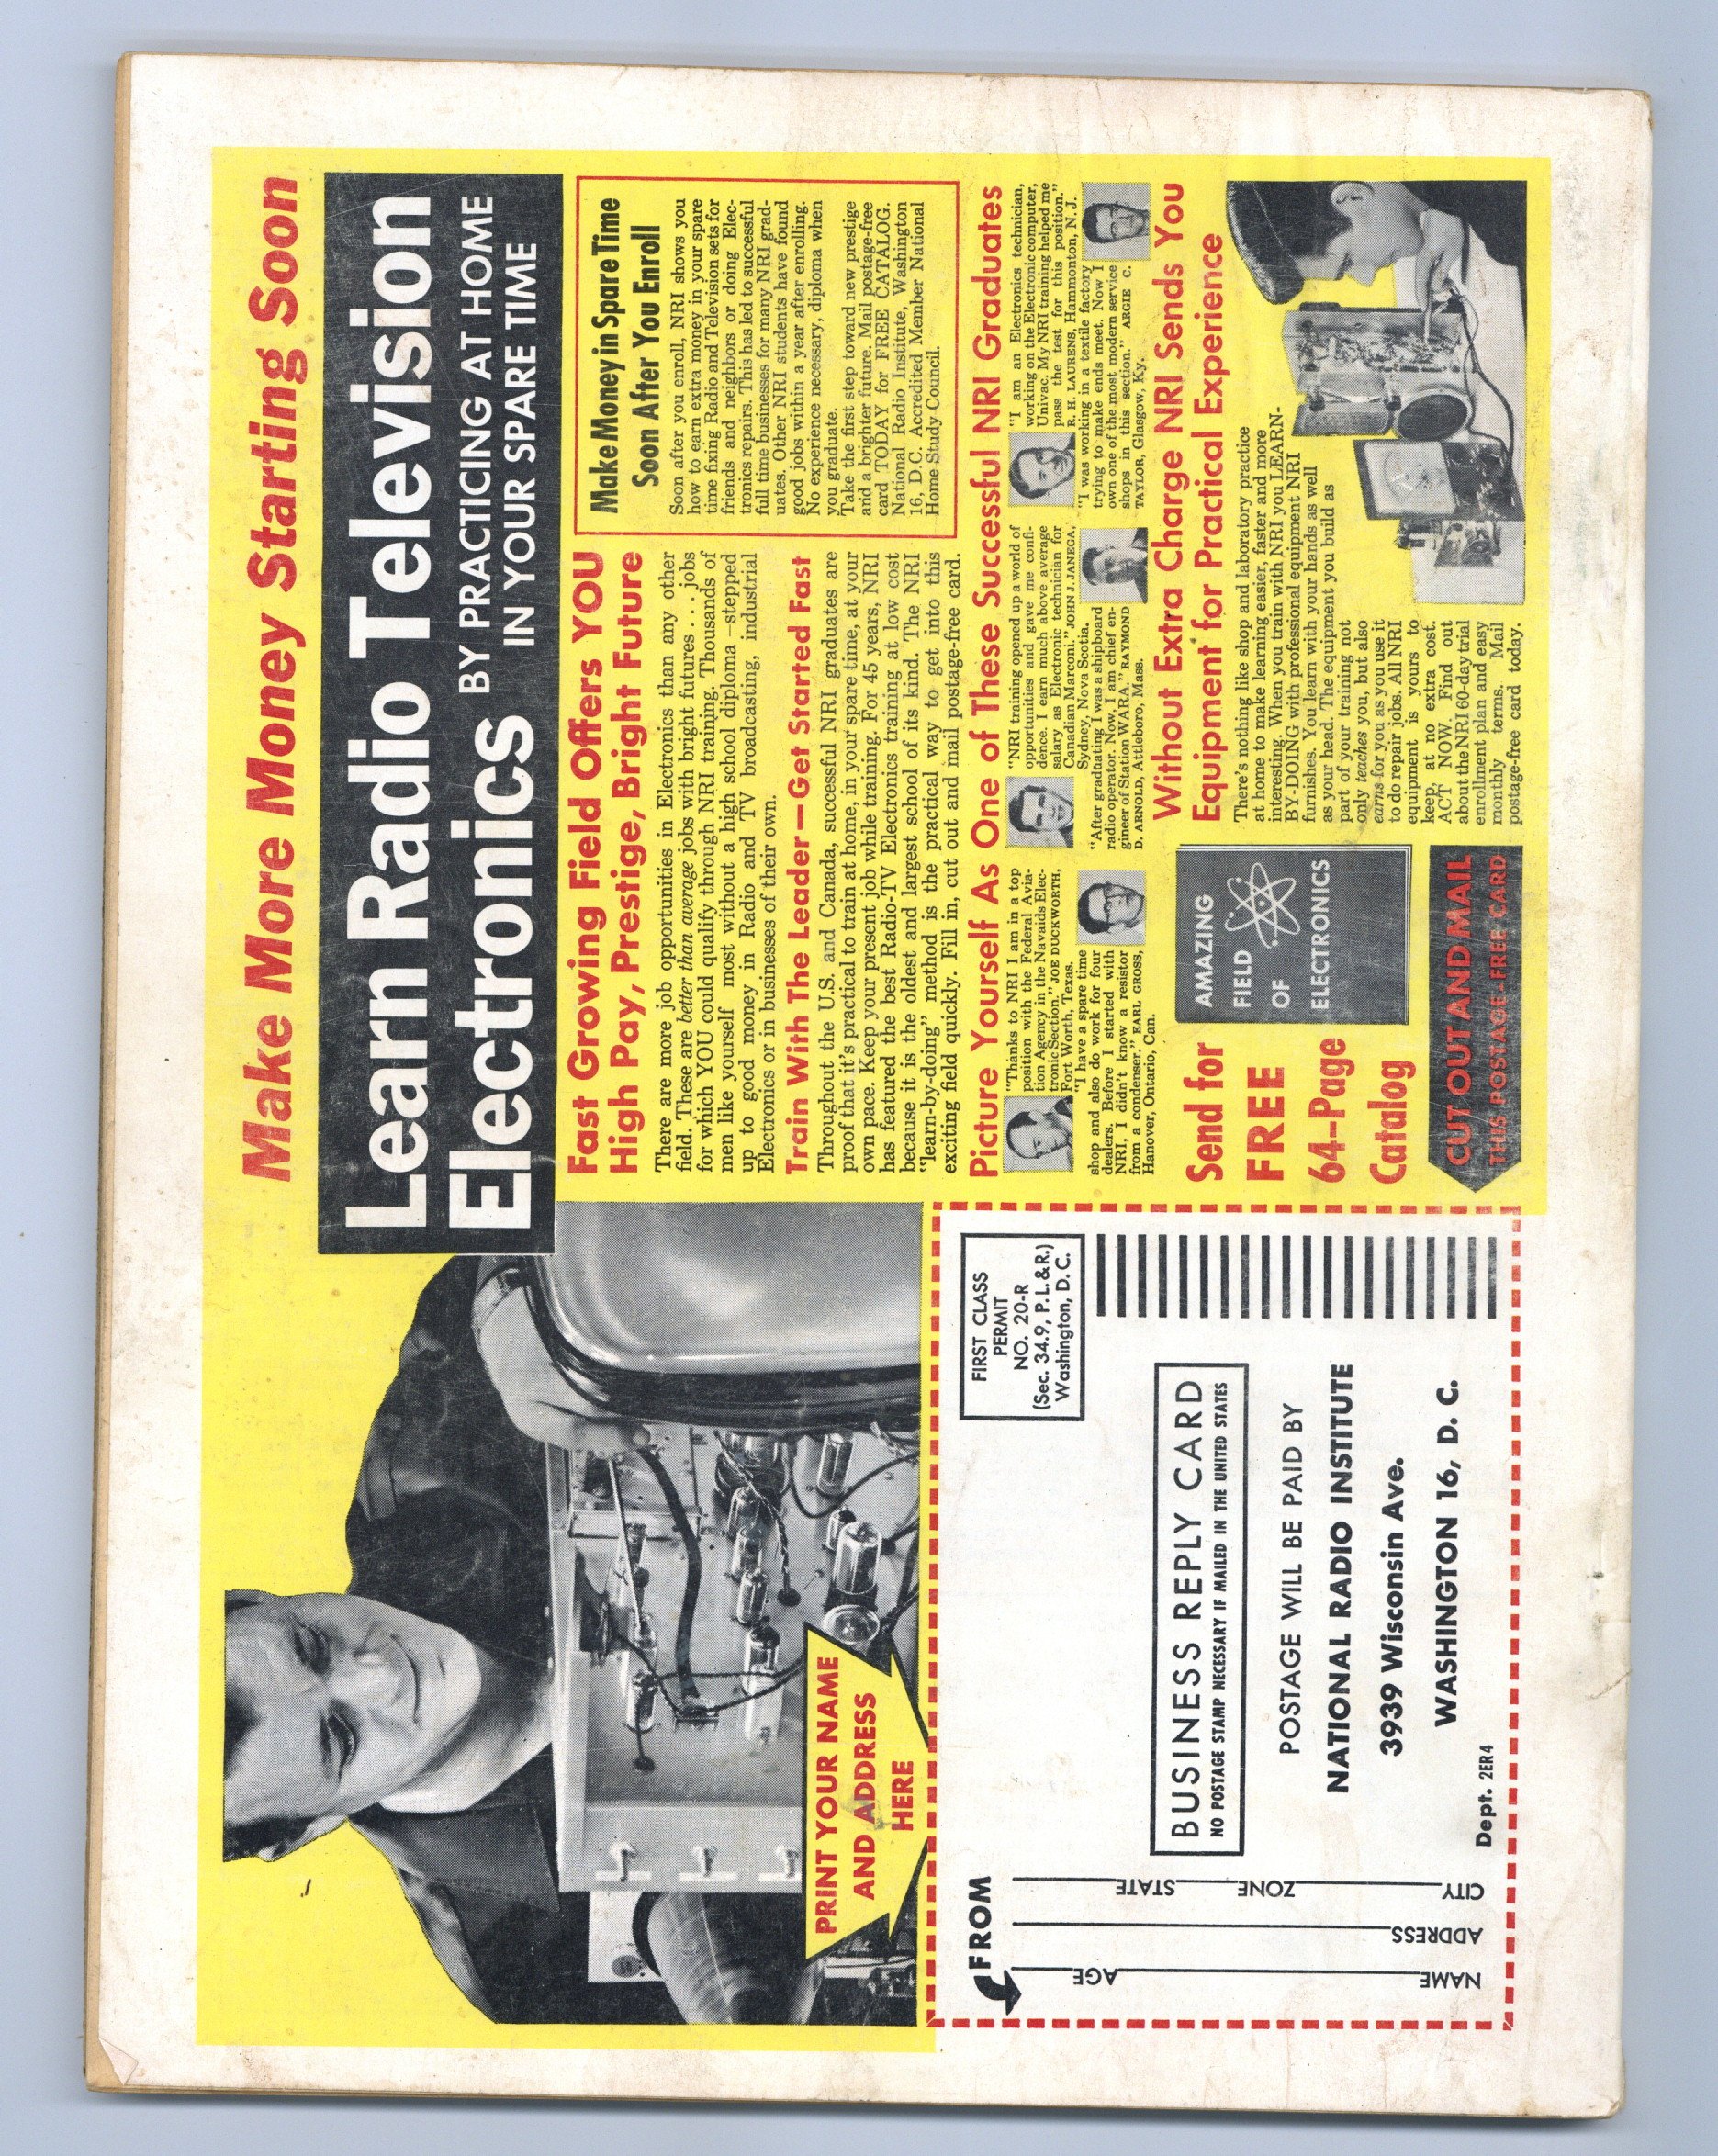 Make More Money Starting Soon
Learn Radio Television
Electronics BY PRACTICING AT HOME
IN YOUR SPARE TIME
Fast Growing Field Offers YOU
High Pay, Prestige, Bright Future
There are more job opportunities in Electronics than any other
field. These are better than average jobs with bright futures . . . jobs
for which YOU could qualify through NRI training. Thousands of
men like yourself most without a high school diploma—stepped
up to good money in Radio and TV broadcasting, industrial
Electronics or in businesses of their own.
Train With The Leader—Get Started Fast
Throughout the U.S. and Canada, successful NRI graduates are
proof that it's practical to train at home, in your spare time, at your
own pace. Keep your present job while training. For 45 years, NRI
has featured the best Radio-TV Electronics training at low cost
because it is the oldest and largest school of its kind. The NRI
"learn-by-doing" method is the practical way to get into this
exciting field quickly. Fill in, cut out and mail postage-free card.
Make Money in Spare Time
Soon After You Enroll
Soon after you enroll, NRI shows you
how to earn extra money in your spare
time fixing Radio and Television sets for
friends and neighbors or doing Elec-
tronics repairs. This has led to successful
full time businesses for many NRI grad-
uates. Other NRI students have found
good jobs within a year after enrolling.
No experience necessary, diploma when
you graduate.
Take the first step toward new prestige
and a brighter future. Mail postage-free
card TODAY for FREE CATALOG.
National Radio Institute, Washington
16, D.C. Accredited Member National
Home Study Council.
Picture Yourself As One of These Successful NRI Graduates
"Thanks to NRI I am in a top
position with the Federal Avia-
tion Agency in the Navaids Elec-
tronic Section." JOE DUCKWORTH,
Fort Worth, Texas.
"I have a spare time
shop and also do work for four
dealers. Before I started with
NRI, I didn't know a resistor
from a condenser." EARL GROSS,
Hanover, Ontario, Can.
"NRI training opened up a world of
opportunities and gave me confi-
dence. I earn much above average
salary as Electronic technician for
Canadian Marconi." JOHN J. JANEGA,
Sydney, Nova Scotia.
"After graduating I was a shipboard
radio operator. Now, I am chief en-
gineer of Station WARA." RAYMOND
D. ARNOLD, Attleboro, Mass.
"I am an Electronics technician,
working on the Electronic computer,
Univac. My NRI training helped me
pass the test for this position."
R. H. LAURENS, Hammonton, N. J.
"I was working in a textile factory
trying to make ends meet. Now I
own one of the most modern service
shops in this section." ARGIE C.
TAYLOR, Glasgow, Ky.
Without Extra Charge NRI Sends You
Equipment for Practical Experience
There's nothing like shop and laboratory practice
at home to make learning easier, faster and more
interesting. When you train with NRI you LEARN-
BY-DOING with professional equipment NRI
furnishes. You learn with your hands as well
as your head. The equipment you build as
part of your training not
only teaches you, but also
earns for you as you use it
to do repair jobs. All NRI
equipment is yours to
keep, at no extra cost.
ACT NOW. Find out
about the NRI 60-day trial
enrollment plan and easy
monthly terms. Mail
postage-free card today.
Send for
FREE
64-Page
Catalog
AMAZING
FIELD
OF
ELECTRONICS
CUT OUT AND MAIL
THIS POSTAGE-FREE CARD
PRINT YOUR NAME
AND ADDRESS
HERE
FIRST CLASS
PERMIT
NO. 20-R
(Sec. 34.9, P.L.&R.)
Washington, D.C.
BUSINESS REPLY CARD
NO POSTAGE STAMP NECESSARY IF MAILED IN THE UNITED STATES
POSTAGE WILL BE PAID BY
NATIONAL RADIO INSTITUTE
3939 Wisconsin Ave.
WASHINGTON 16, D. C.
Dept. 2ER4
FROM
NAME AGE
ADDRESS
CITY ZONE STATE